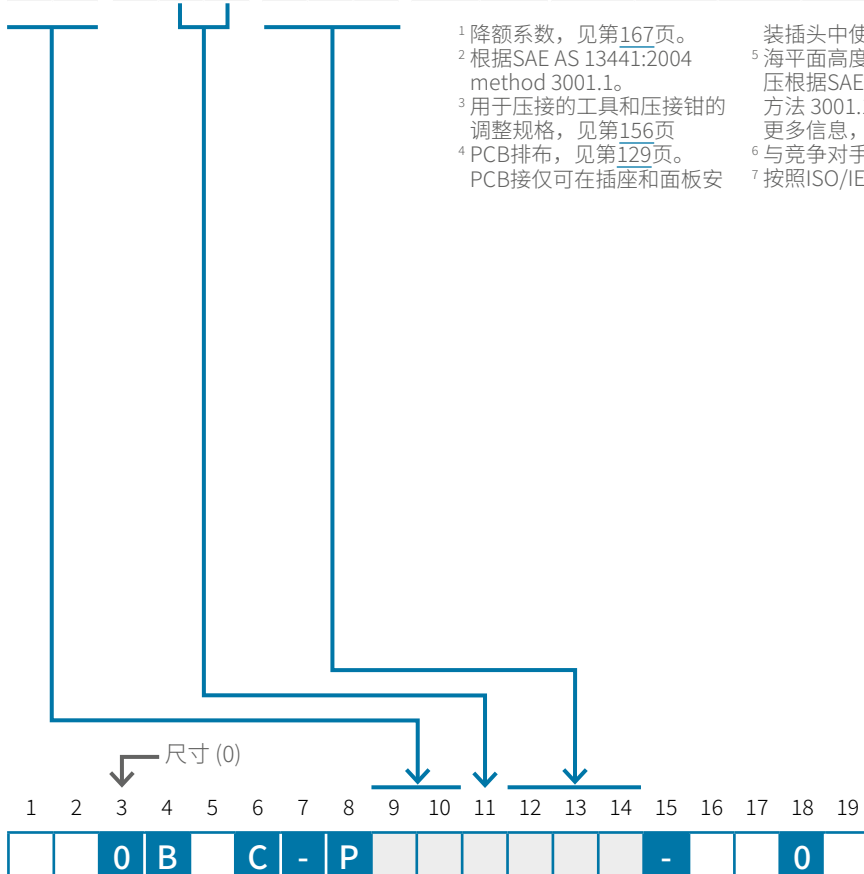 ¹ 降额系数，见第167页。
² 根据SAE AS 13441:2004
method 3001.1。
³ 用于压接的工具和压接钳的
调整规格，见第156页
⁴ PCB排布，见第129页。
PCB接仅可在插座和面板安
装插头中使
⁵ 海平面高度
压根据SAE
方法 3001.
更多信息，
⁶ 与竞争对手
⁷ 按照ISO/IE
尺寸 (0)
1 2 3 4 5 6 7 8 9 10 11 12 13 14 15 16 17 18 19
0 B C - P - 0